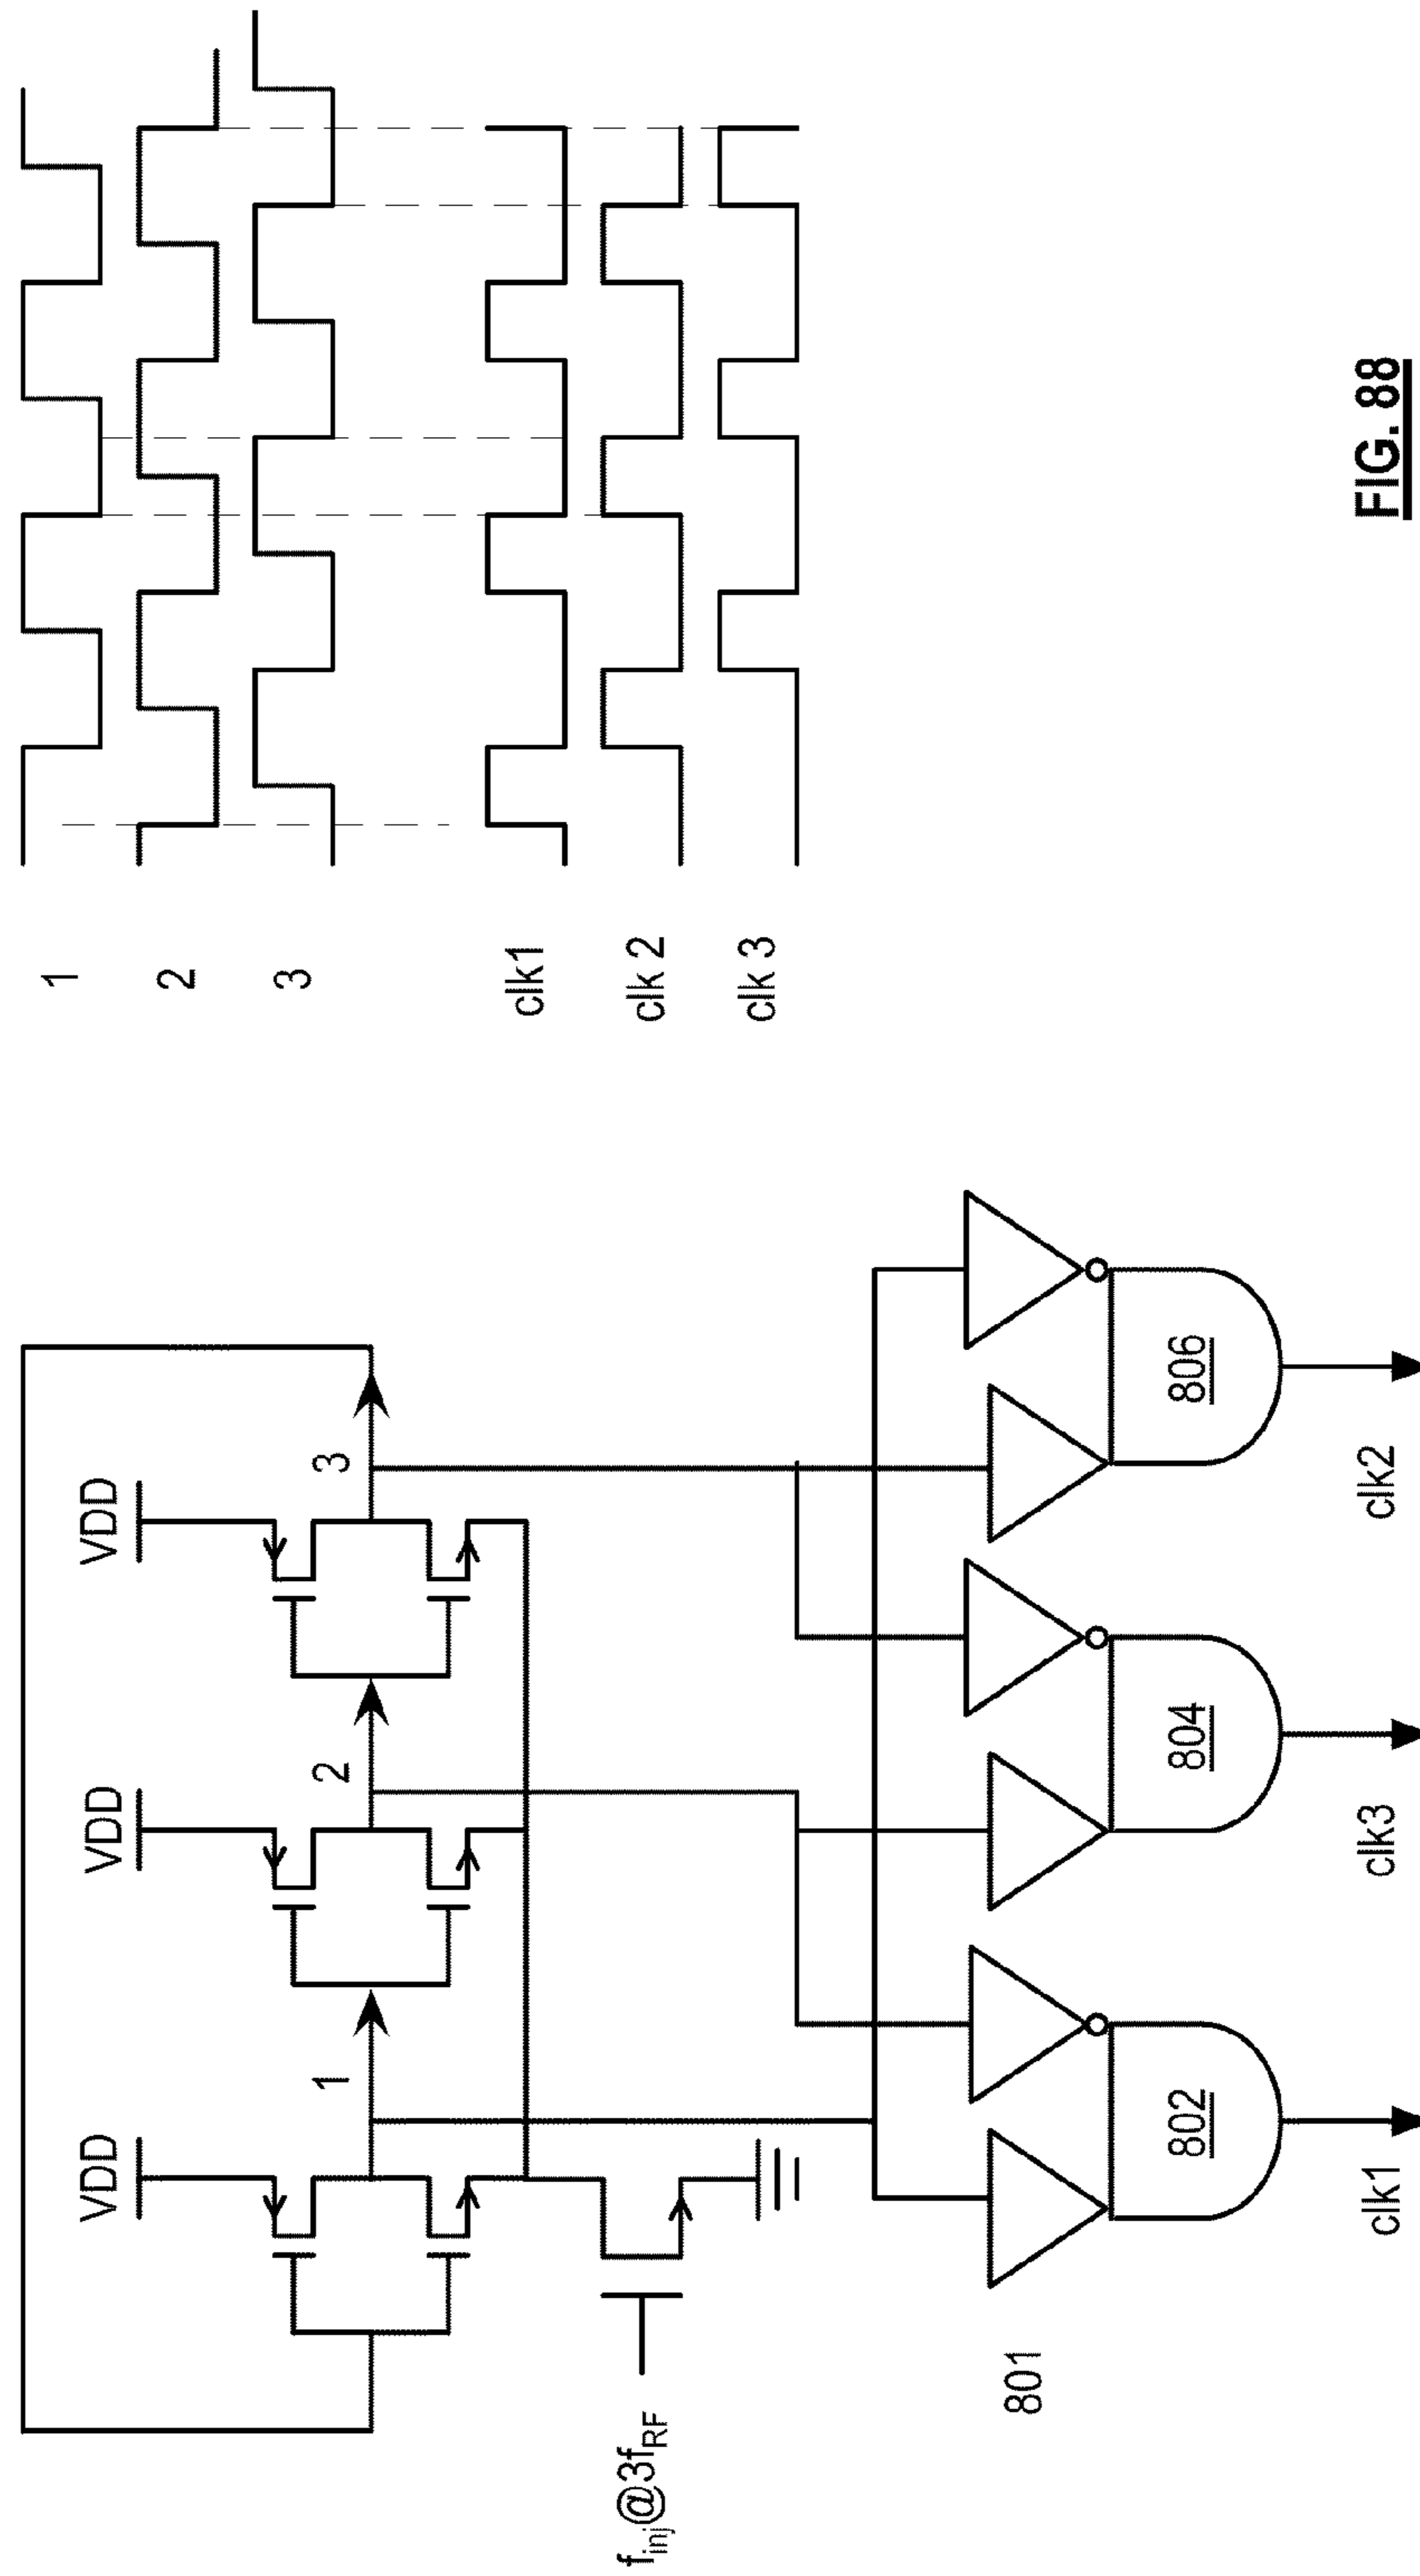 VDD
VDD
VDD
1
2
3
f_inj@3f_RF
801
802
804
806
clk1
clk3
clk2
1
2
3
clk1
clk 2
clk 3
FIG. 88